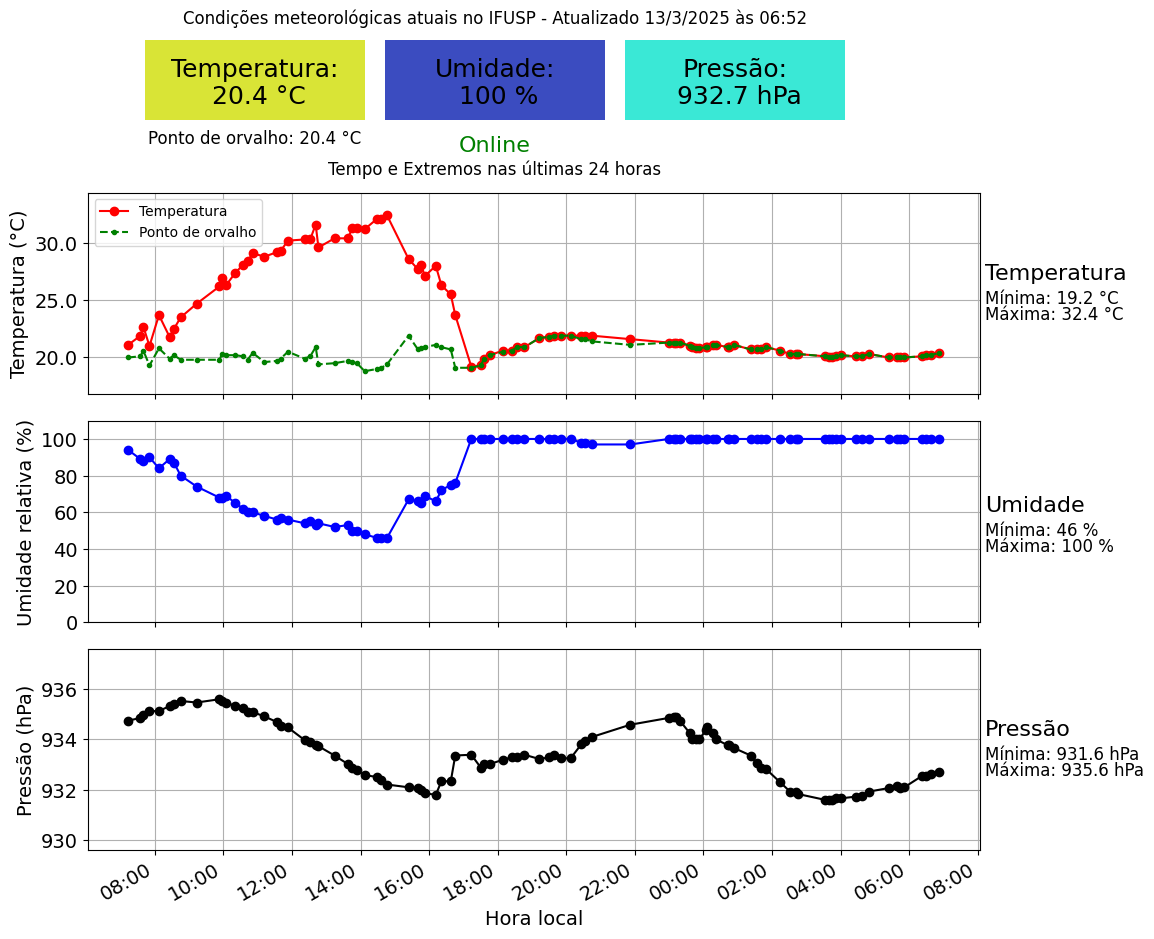 Condições meteorológicas atuais no IFUSP - Atualizado 13/3/2025 às 06:52
Temperatura:
20.4 °C
Umidade:
100 %
Pressão:
932.7 hPa
Ponto de orvalho: 20.4 °C
Online
Tempo e Extremos nas últimas 24 horas
Temperatura (°C)
30.0
25.0
20.0
Temperatura
Ponto de orvalho
Temperatura
Mínima: 19.2 °C
Máxima: 32.4 °C
Umidade relativa (%)
100
80
60
40
20
0
Umidade
Mínima: 46 %
Máxima: 100 %
Pressão (hPa)
936
934
932
930
Pressão
Mínima: 931.6 hPa
Máxima: 935.6 hPa
08:00 10:00 12:00 14:00 16:00 18:00 20:00 22:00 00:00 02:00 04:00 06:00 08:00
Hora local